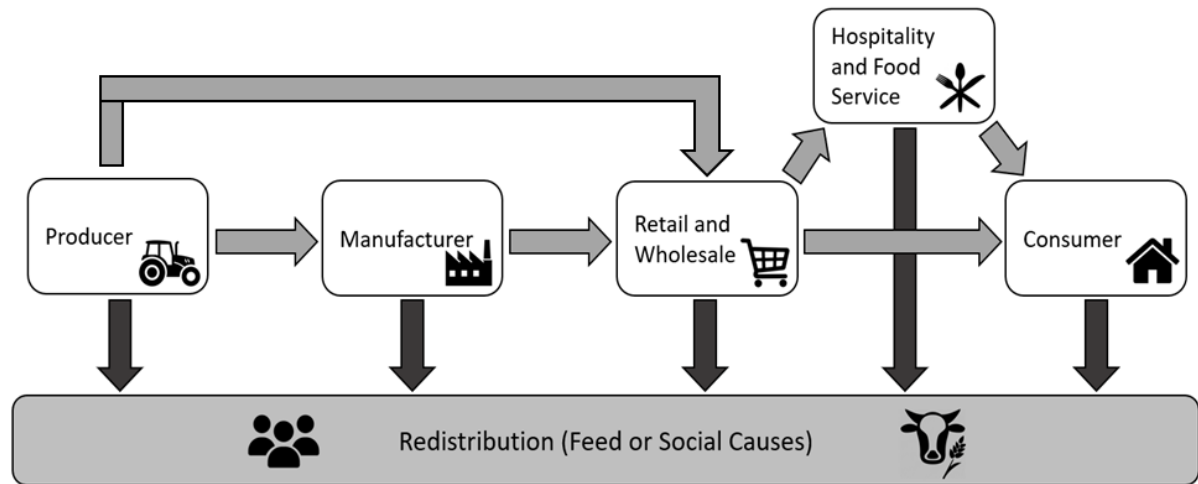 Hospitality
and Food
Service
Producer
Manufacturer
Retail and
Wholesale
Consumer
Redistribution (Feed or Social Causes)